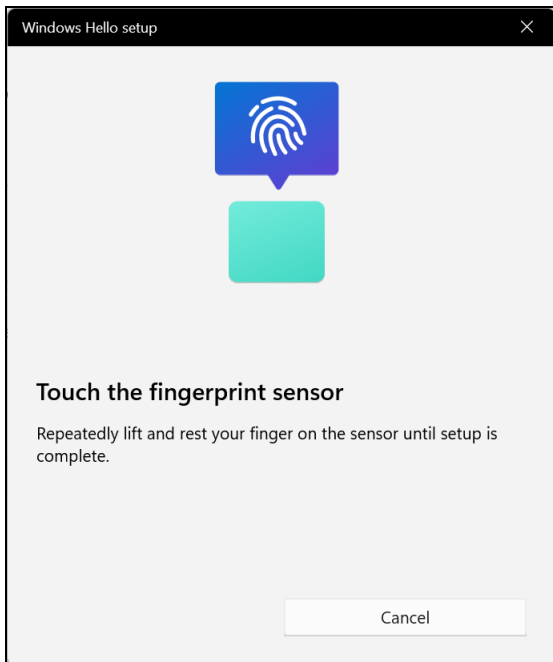 Windows Hello setup
Touch the fingerprint sensor
Repeatedly lift and rest your finger on the sensor until setup is
complete.
Cancel